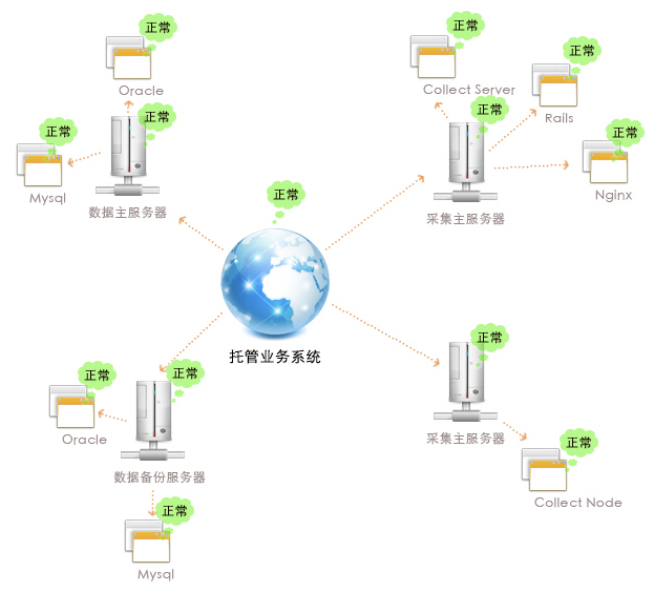 正常
正常
Oracle
Collect Server
正常
Rails
正常
正常
正常
正常
Mysql
Nginx
数据主服务器
采集主服务器
正常
托管业务系统
正常
采集主服务器
正常
正常
Oracle
数据备份服务器
正常
Collect Node
正常
Mysql